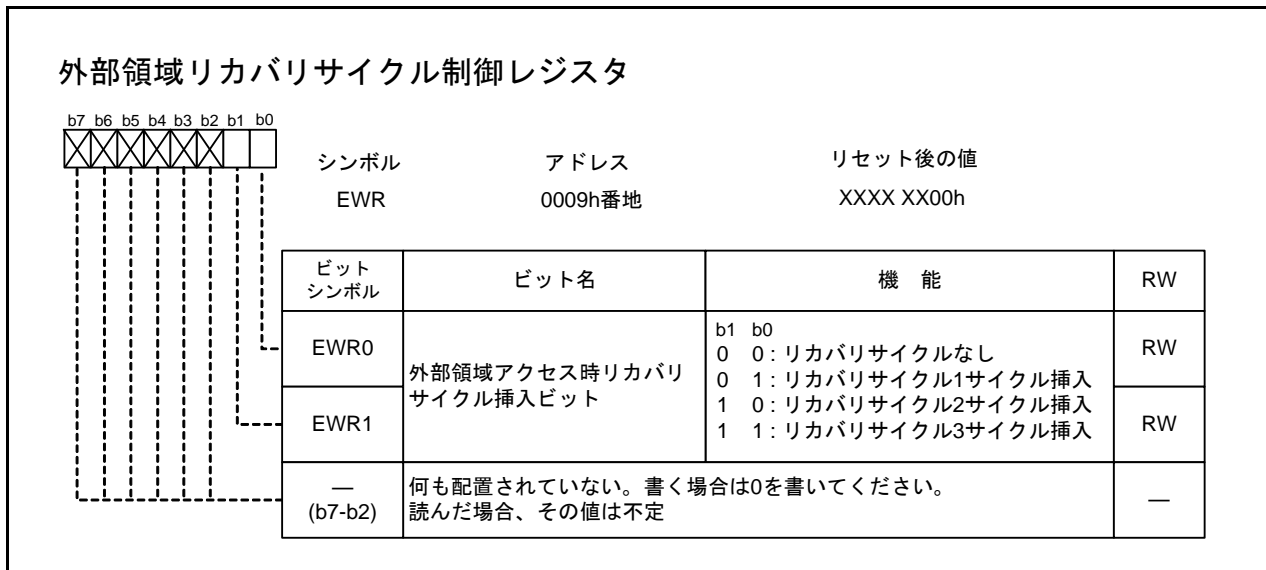 外部領域リカバリサイクル制御レジスタ
b7 b6 b5 b4 b3 b2 b1 b0
シンボル アドレス リセット後の値
EWR 0009h番地 XXXX XX00h
ビット
シンボル ビット名 機 能 RW
EWR0 外部領域アクセス時リカバリ
サイクル挿入ビット
b1 b0
0 0 : リカバリサイクルなし
0 1 : リカバリサイクル1サイクル挿入
1 0 : リカバリサイクル2サイクル挿入
1 1 : リカバリサイクル3サイクル挿入
RW
EWR1 RW
—
(b7-b2)
何も配置されていない。書く場合は0を書いてください。
読んだ場合、その値は不定
—